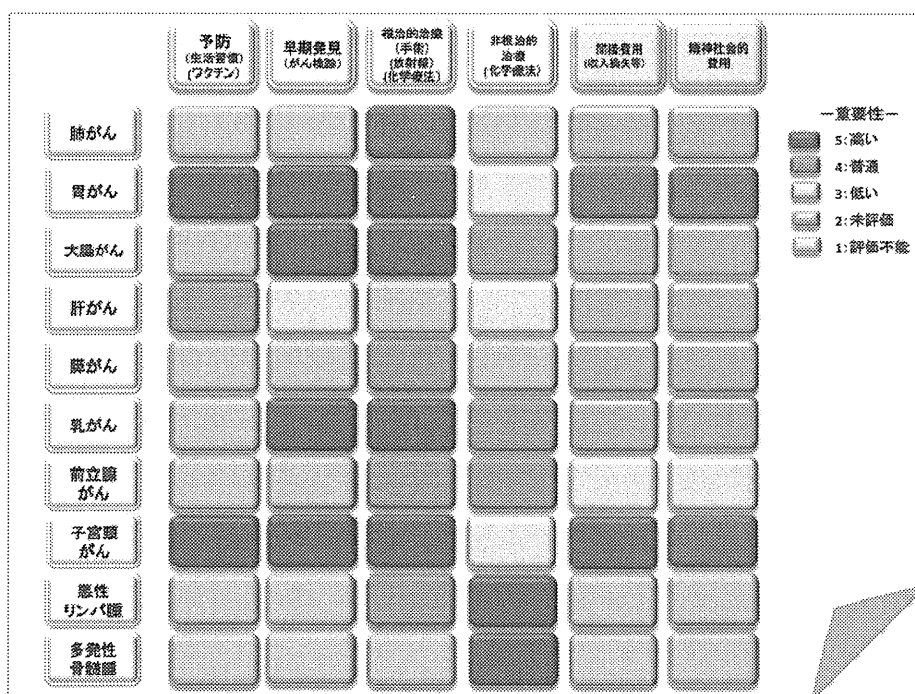 予防
(生活習慣)
(ワクチン)
早期発見
(がん検診)
根治的治療
(手術)
(放射線)
(化学療法)
非根治的
治療
(化学療法)
間接費用
(収入損失等)
精神社会的
費用
肺がん
胃がん
大腸がん
肝がん
膵がん
乳がん
前立腺
がん
子宮頸
がん
悪性
リンパ腫
多発性
骨髄腫
ー重要性ー
5:高い
4:普通
3:低い
2:未評価
1:評価不能